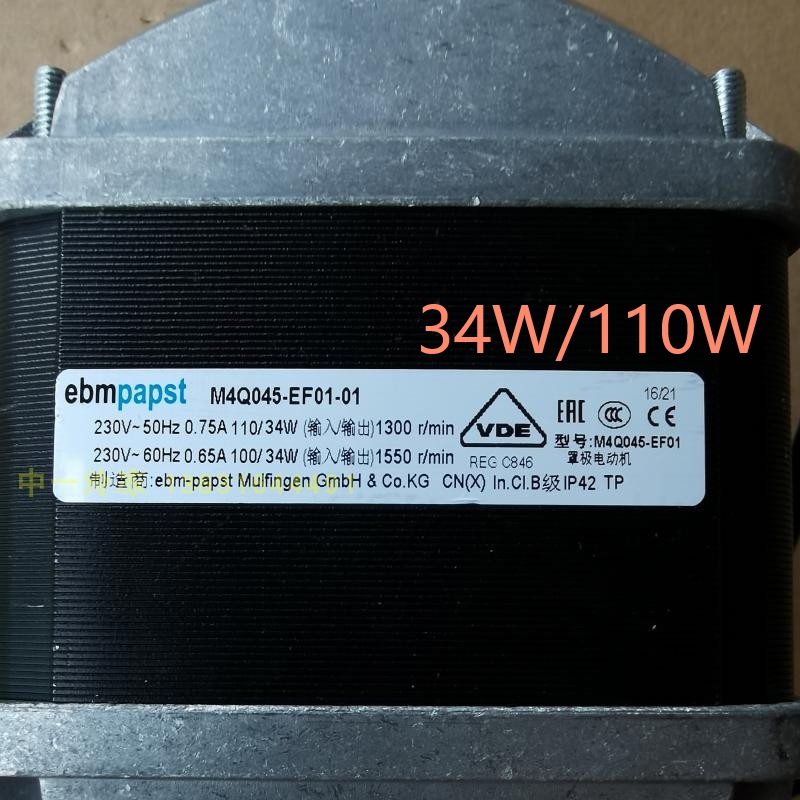 34W/110W
ebmpapst M4Q045-EF01-01
16/21
230V~50Hz 0.75A 110/34W (输入/输出)1300 r/min
VDE
EAC CCC CE
230V~60Hz 0.65A 100/34W (输入/输出)1550 r/min
REG C846
型号:M4Q045-EF01
罩极电动机
制造商:ebm-papst Mulfingen GmbH & Co.KG CN(X) In.Cl.B级 IP42 TP